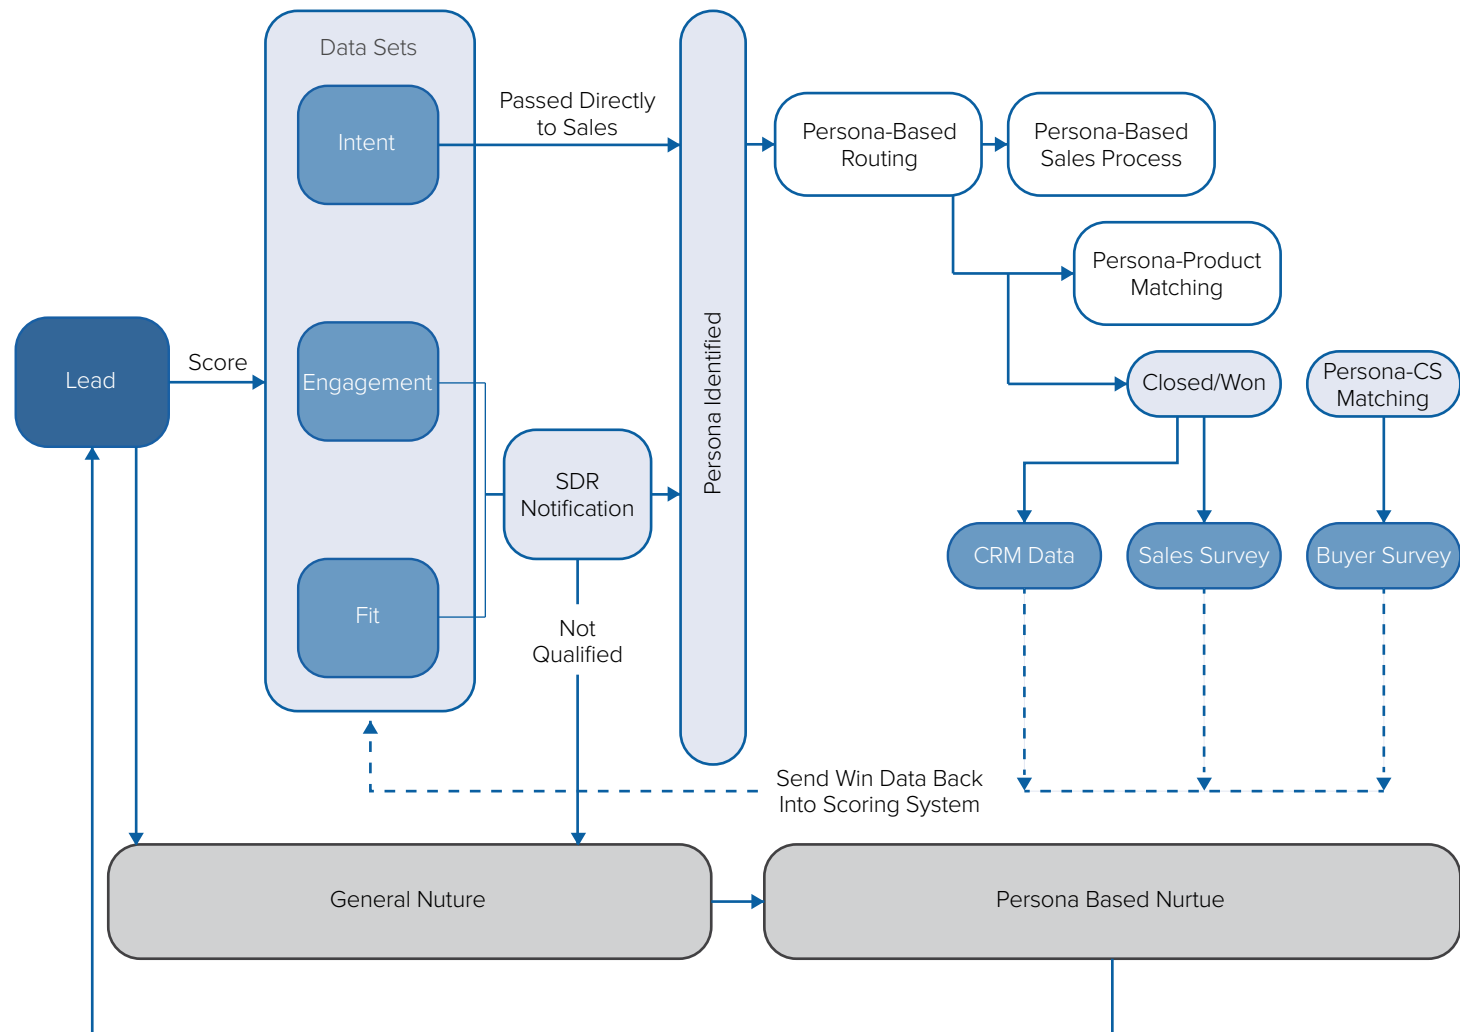 Data Sets
Intent
Passed Directly
to Sales
Persona-Based
Routing
Persona-Based
Sales Process
Persona-Product
Matching
Lead
Score
Engagement
Persona Identified
Closed/Won
Persona-CS
Matching
SDR
Notification
CRM Data
Sales Survey
Buyer Survey
Fit
Not
Qualified
Send Win Data Back
Into Scoring System
General Nuture
Persona Based Nurtue